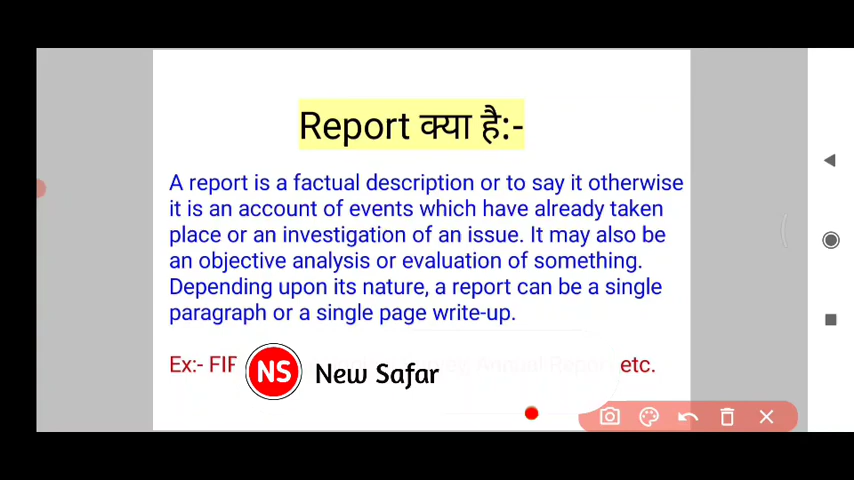 Report क्या है:-
A report is a factual description or to say it otherwise
it is an account of events which have already taken
place or an investigation of an issue. It may also be
an objective analysis or evaluation of something.
Depending upon its nature, a report can be a single
paragraph or a single page write-up.
Ex:- FIR Annual Report etc.
NS New Safar